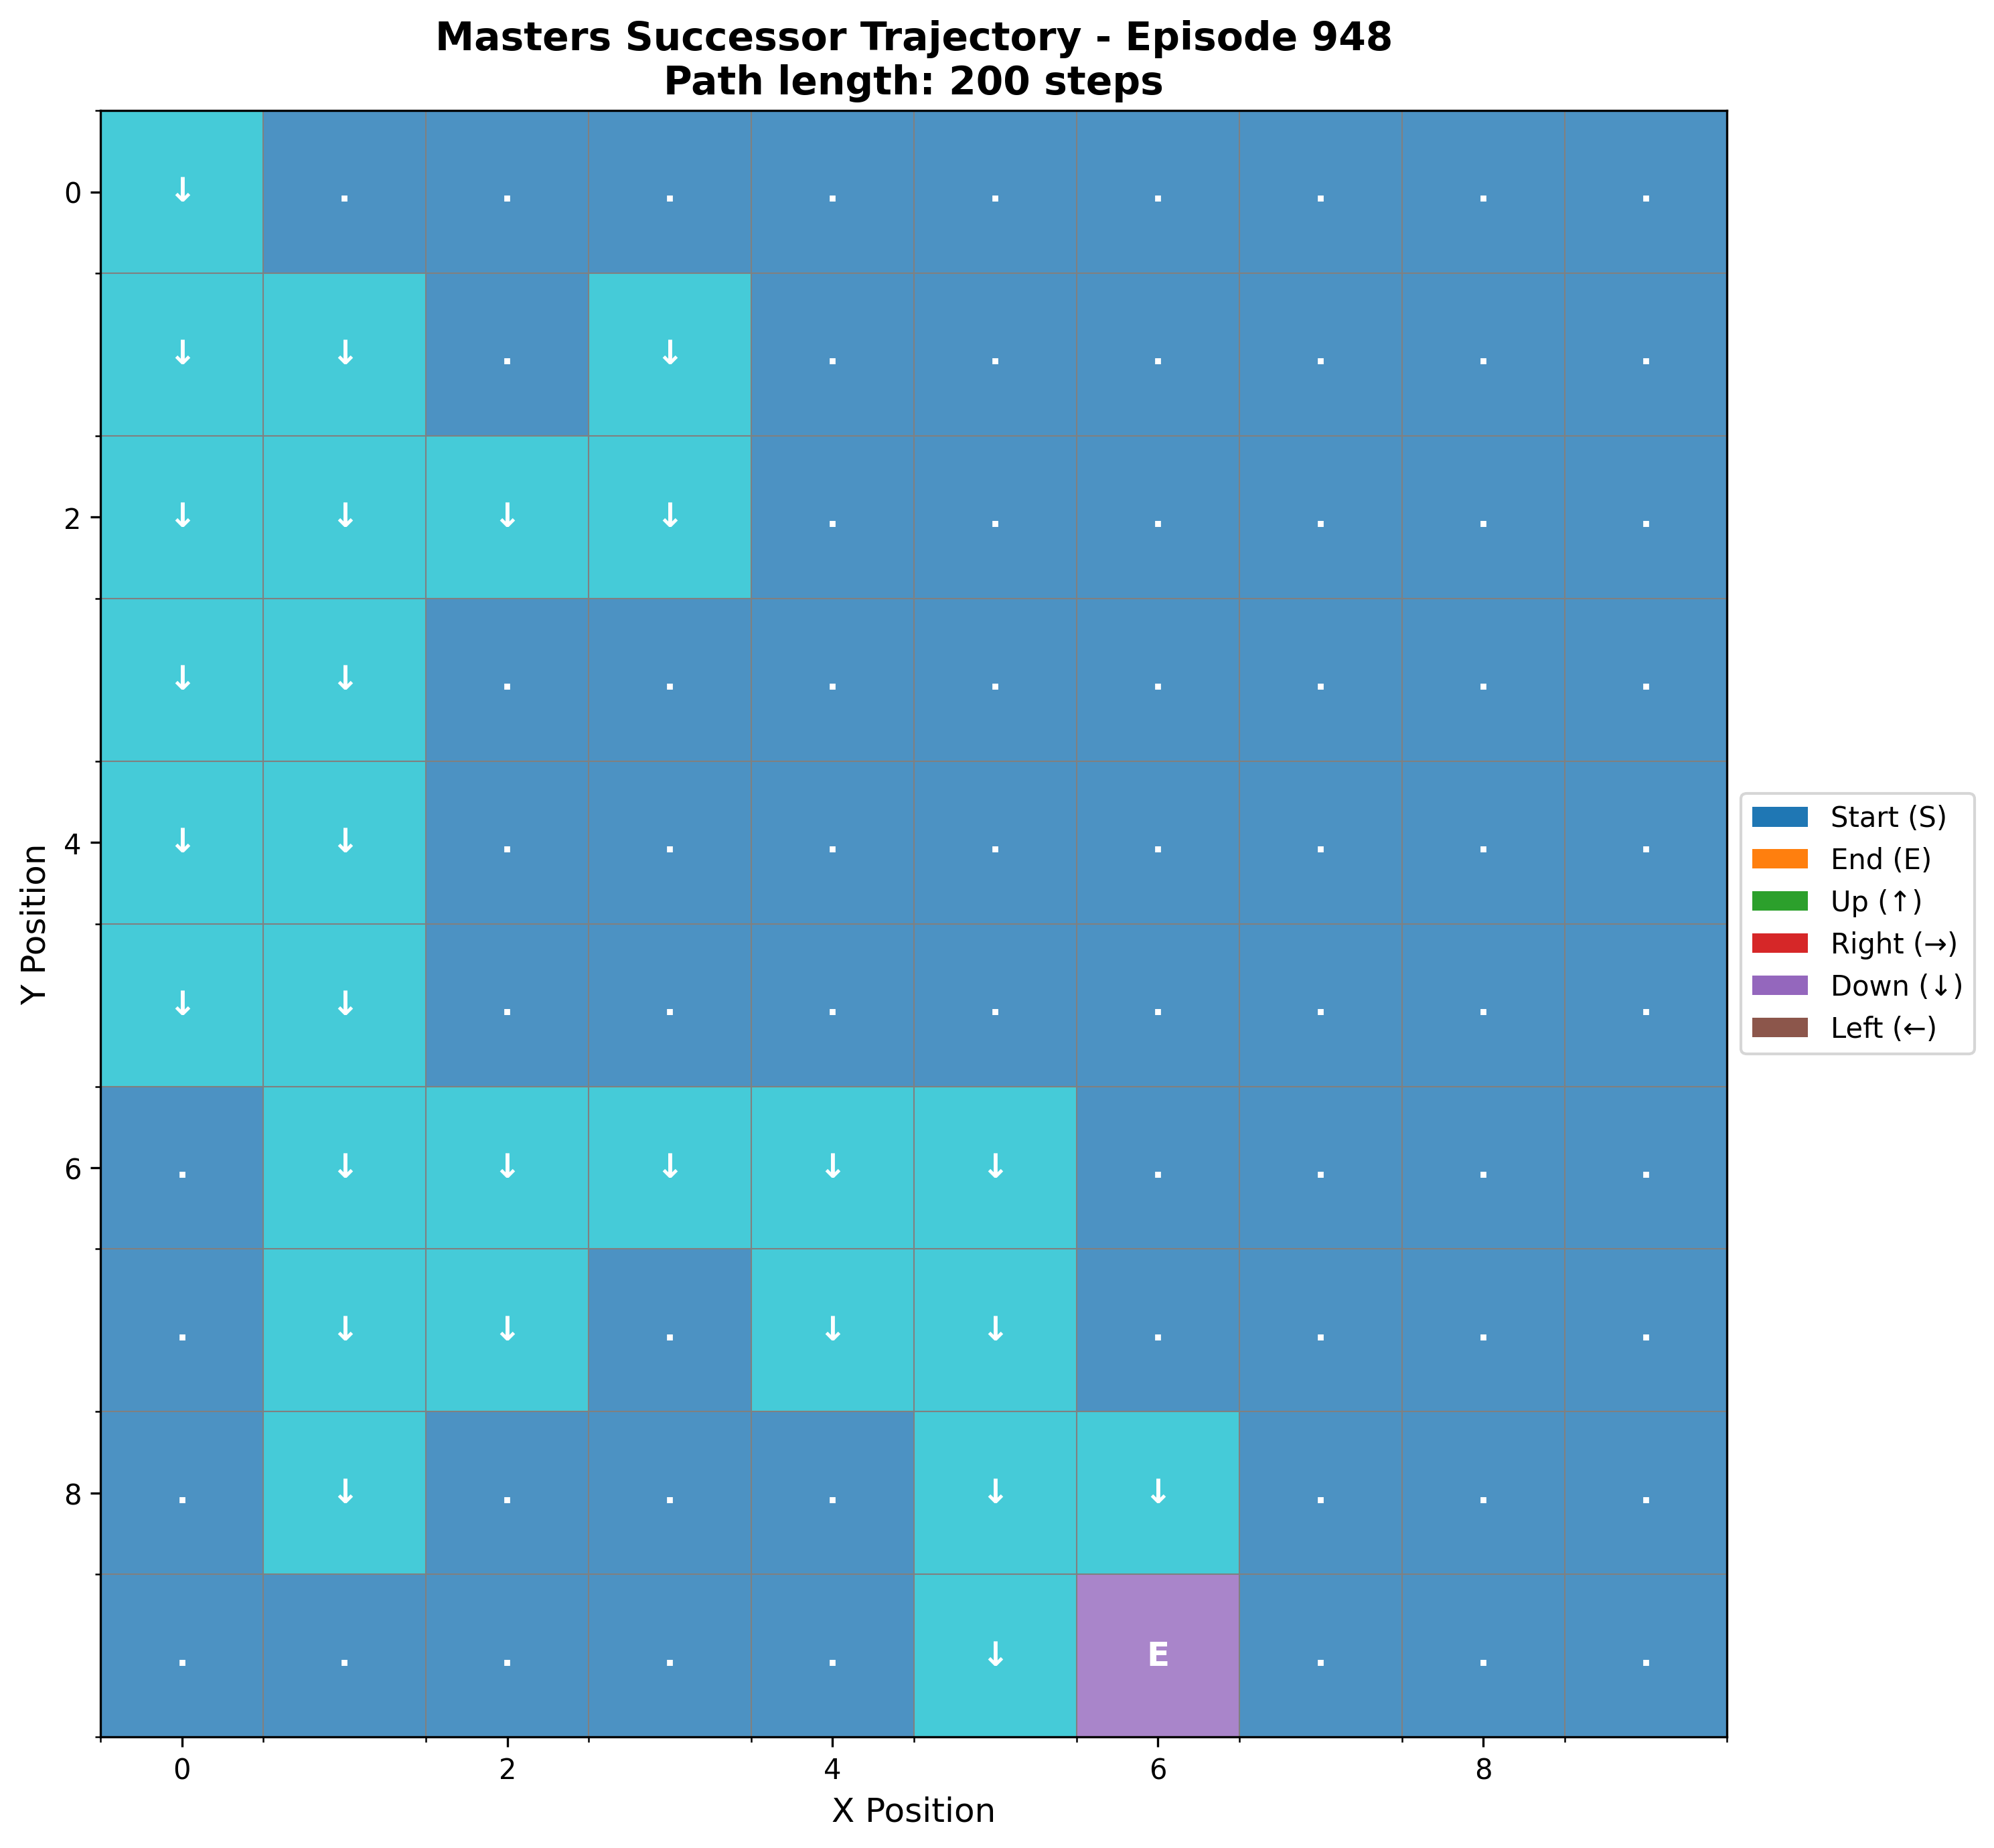 Masters Successor Trajectory - Episode 948
Path length: 200 steps
Y Position
0 ↓ . . . . . . . . .
↓ ↓ . ↓ . . . . . .
2 ↓ ↓ ↓ ↓ . . . . . .
↓ ↓ . . . . . . . .
4 ↓ ↓ . . . . . . . .
↓ ↓ . . . . . . . .
6 . ↓ ↓ ↓ ↓ ↓ . . . .
. ↓ ↓ . ↓ ↓ . . . .
8 . ↓ . . . ↓ ↓ . . .
. . . . . ↓ E . . .
0 2 4 6 8
X Position
Start (S)
End (E)
Up (↑)
Right (→)
Down (↓)
Left (←)